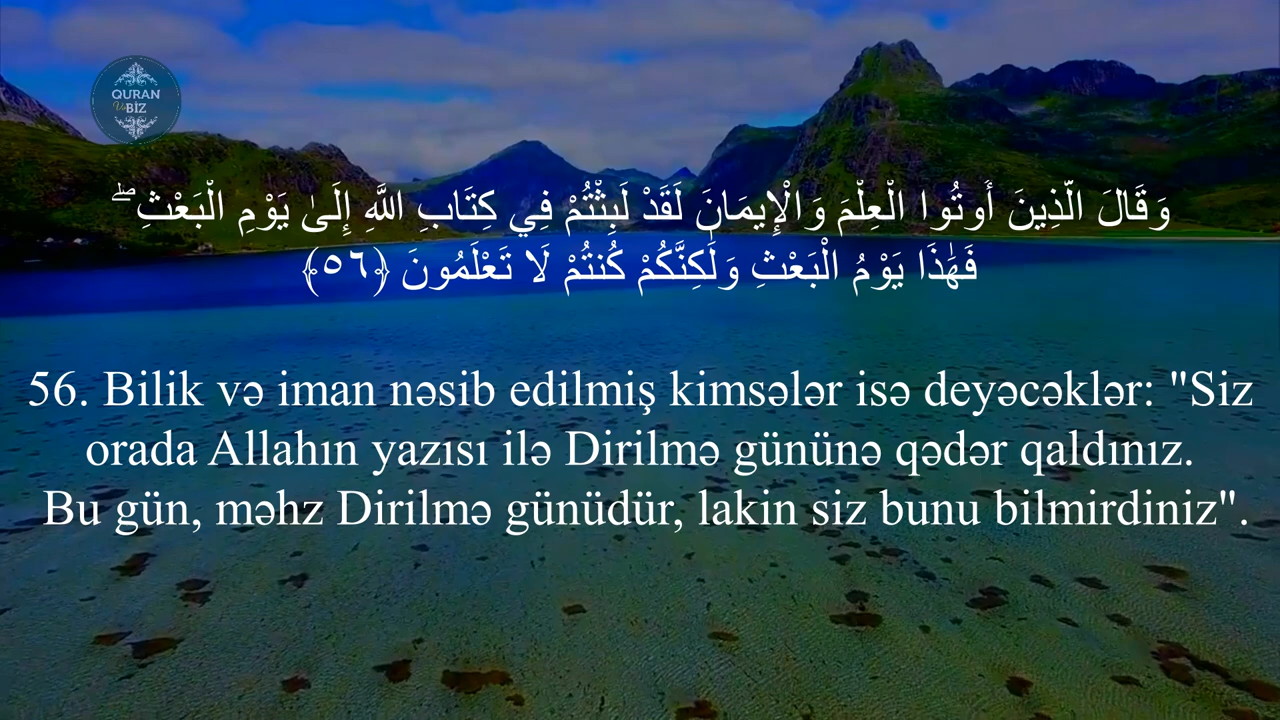 QURAN
Və
BİZ
وَقَالَ الَّذِينَ أُوتُوا الْعِلْمَ وَالْإِيمَانَ لَقَدْ لَبِثْتُمْ فِي كِتَابِ اللَّهِ إِلَىٰ يَوْمِ الْبَعْثِ ۖ
فَهَٰذَا يَوْمُ الْبَعْثِ وَلَٰكِنَّكُمْ كُنتُمْ لَا تَعْلَمُونَ ﴿٥٦﴾
56. Bilik və iman nəsib edilmiş kimsələr isə deyəcəklər: "Siz
orada Allahın yazısı ilə Dirilmə gününə qədər qaldınız.
Bu gün, məhz Dirilmə günüdür, lakin siz bunu bilmirdiniz".